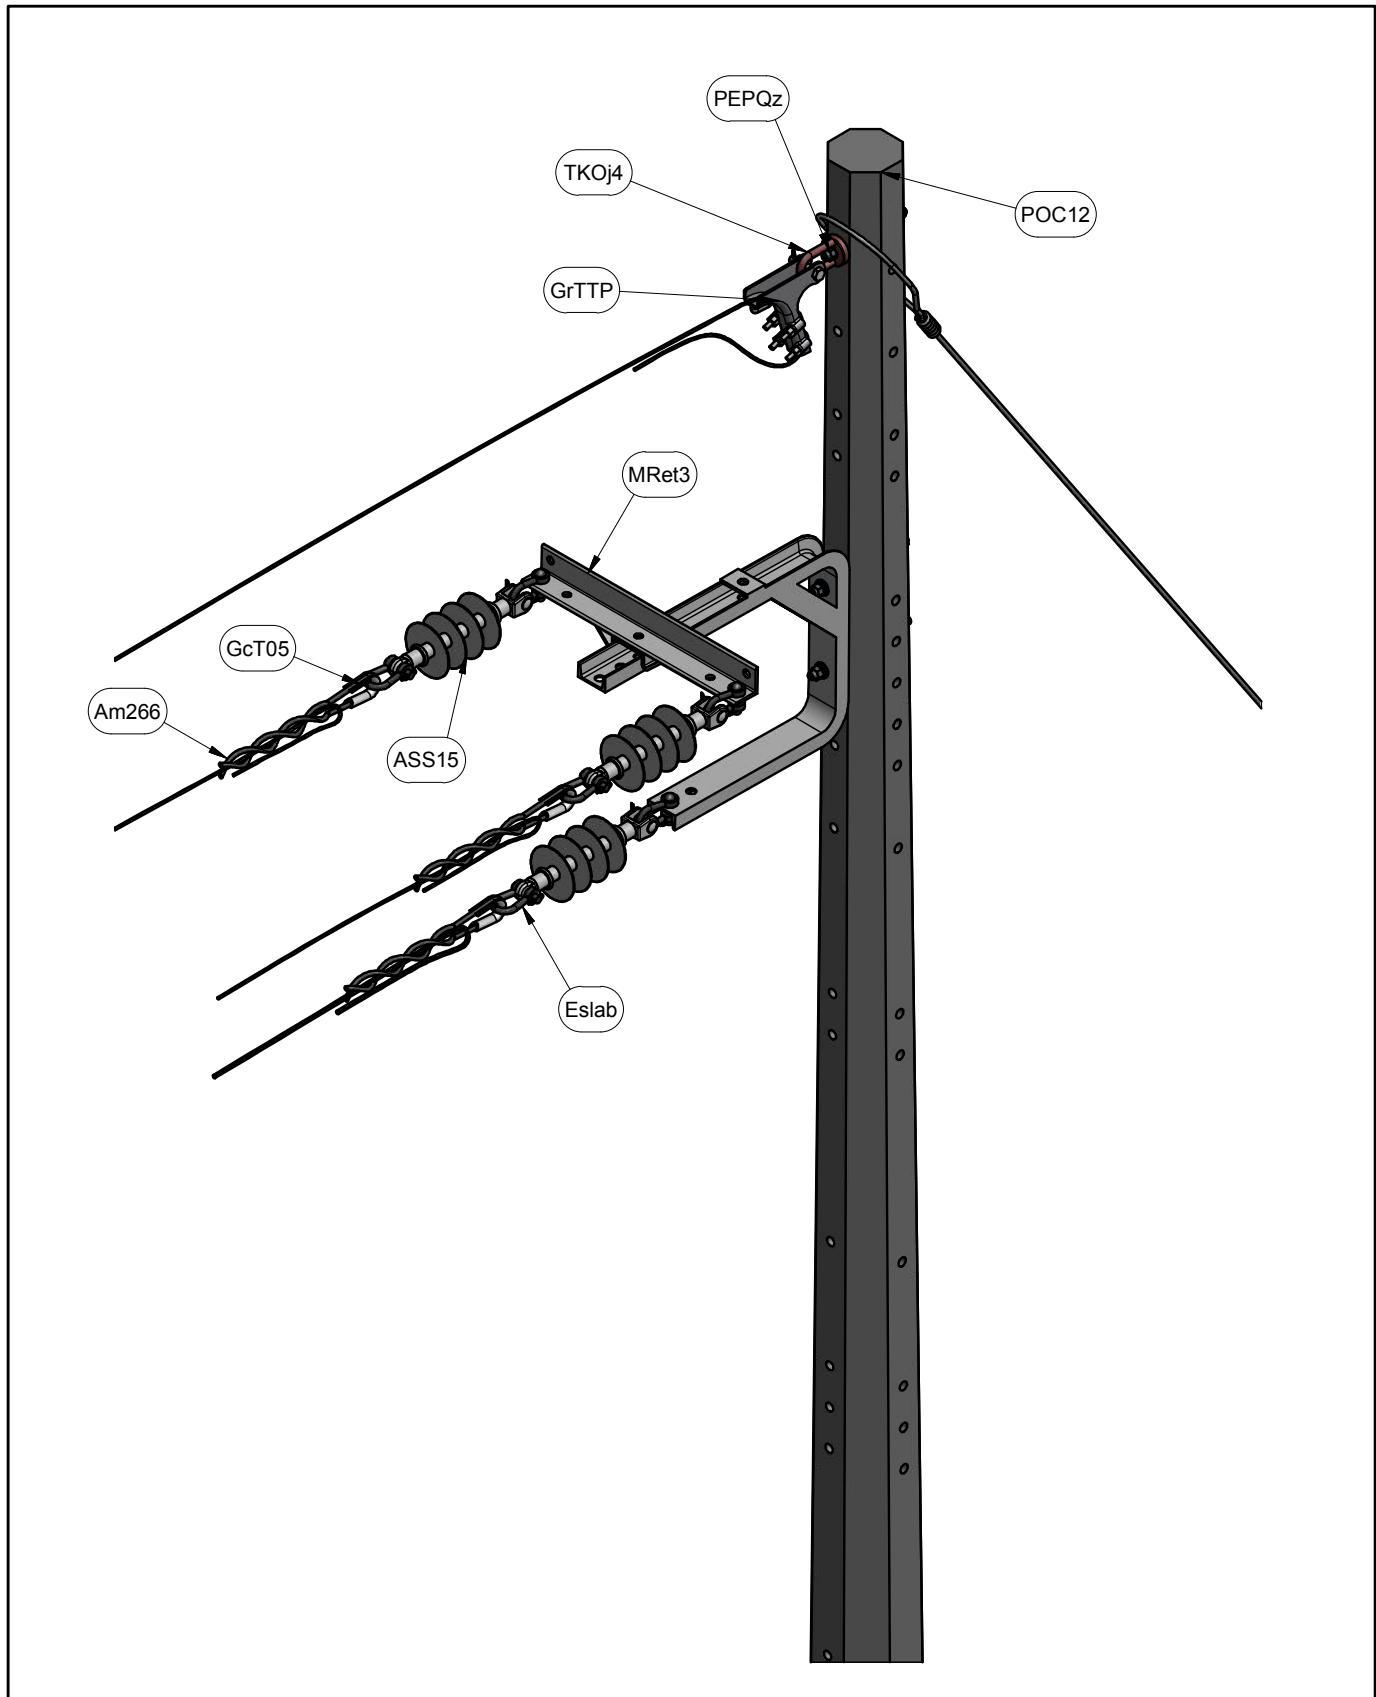 PEPQz
TKOj4
POC12
GrTTP
MRet3
GcT05
Am266
ASS15
Eslab